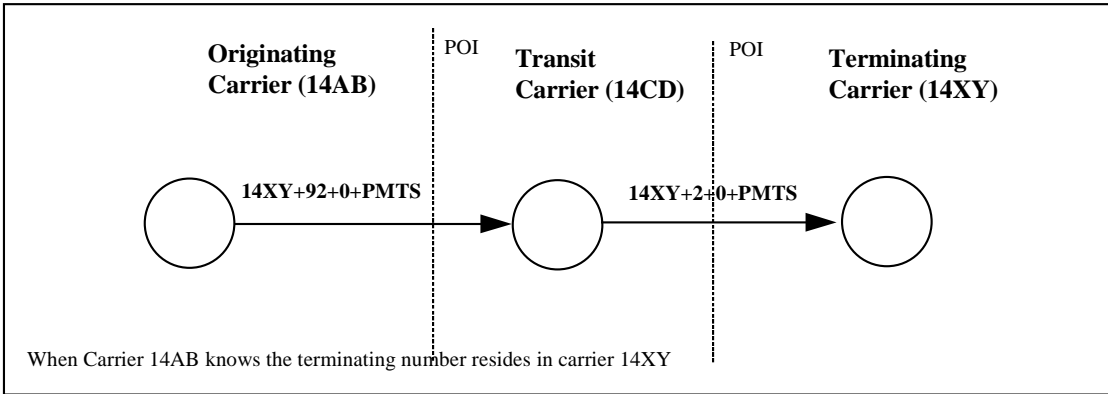 Originating
Carrier (14AB)
POI
Transit
Carrier (14CD)
POI
Terminating
Carrier (14XY)
14XY+92+0+PMTS
14XY+2+0+PMTS
When Carrier 14AB knows the terminating number resides in carrier 14XY